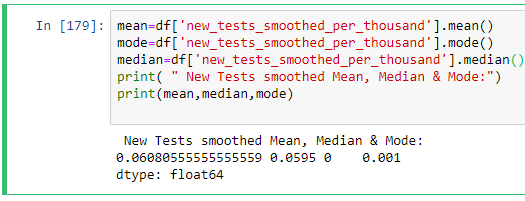 In [179]: mean=df['new_tests_smoothed_per_thousand'].mean()
mode=df['new_tests_smoothed_per_thousand'].mode()
median=df['new_tests_smoothed_per_thousand'].median()
print( " New Tests smoothed Mean, Median & Mode:")
print(mean,median,mode)
New Tests smoothed Mean, Median & Mode:
0.06080555555555559 0.0595 0    0.001
dtype: float64